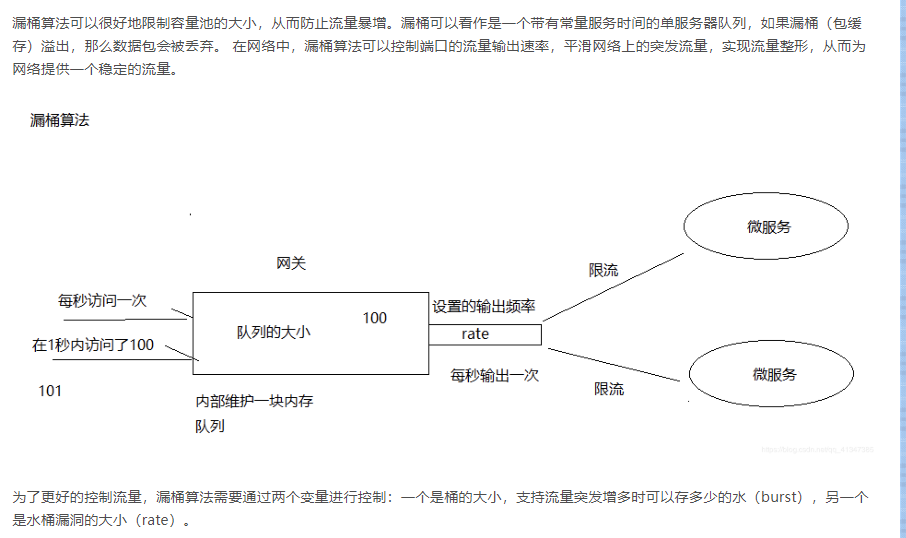 漏桶算法可以很好地限制容量池的大小，从而防止流量暴增。漏桶可以看作是一个带有常量服务时间的单服务器队列，如果漏桶（包缓
存）溢出，那么数据包会被丢弃。 在网络中，漏桶算法可以控制端口的流量输出速率，平滑网络上的突发流量，实现流量整形，从而为
网络提供一个稳定的流量。
漏桶算法
微服务
网关
限流
每秒访问一次
设置的输出频率
100
队列的大小
rate
在1秒内访问了100
每秒输出一次
微服务
101
限流
内部维护一块内存
队列
为了更好的控制流量，漏桶算法需要通过两个变量进行控制：一个是桶的大小，支持流量突发增多时可以存多少的水（burst），另一个
是水桶漏洞的大小（rate）。